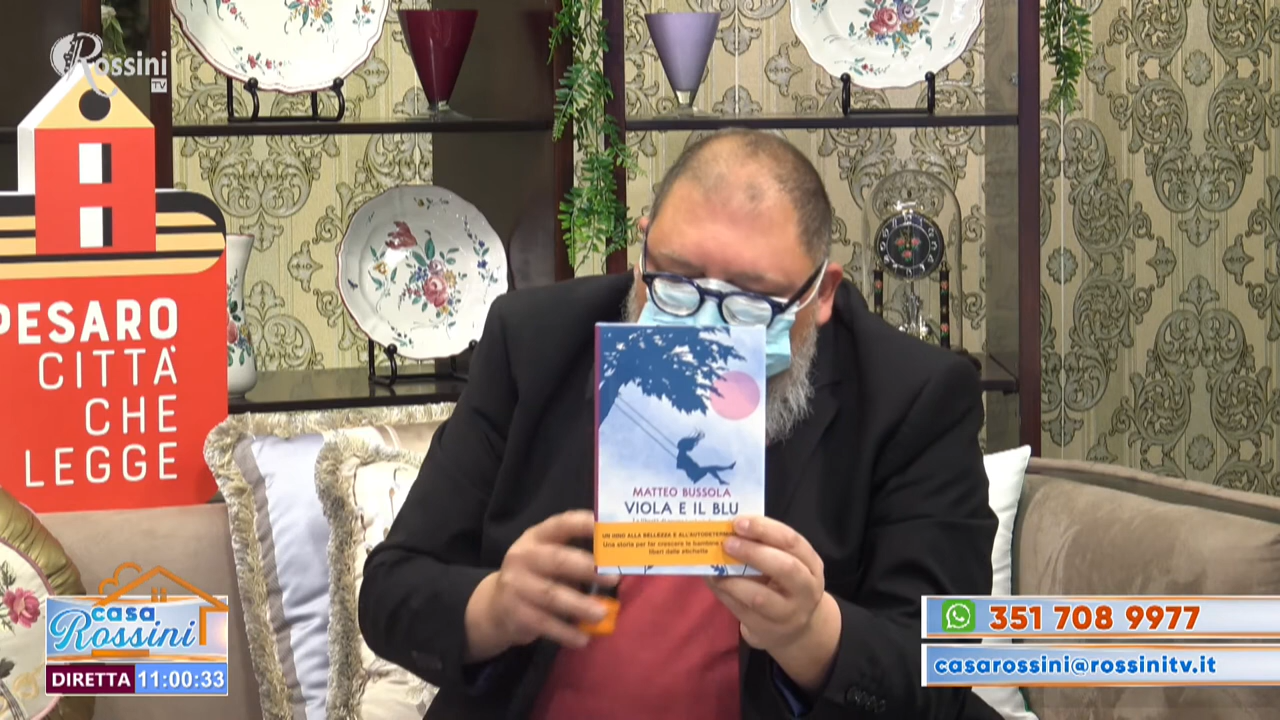 Rossini
TV
PESARO
CITTÀ
CHE
LEGGE
MATTEO BUSSOLA
VIOLA E IL BLU
UN INNO ALLA BELLEZZA E ALL'AUTODETER
Una storia per far crescere le bambine
liberi dalle etichette
casa
Rossini
DIRETTA 11:00:33
351 708 9977
casarossini@rossinitv.it